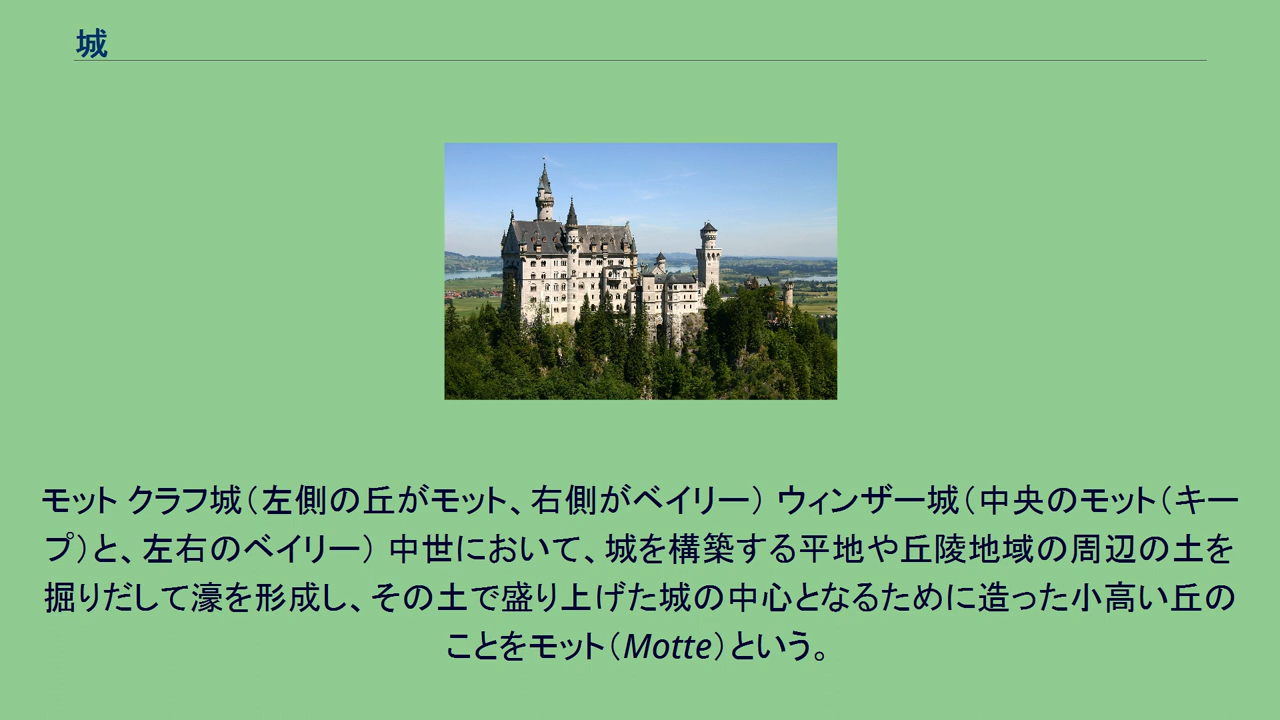 城
モット クラフ城（左側の丘がモット、右側がベイリー） ウィンザー城（中央のモット（キー
プ）と、左右のベイリー） 中世において、城を構築する平地や丘陵地域の周辺の土を
掘りだして濠を形成し、その土で盛り上げた城の中心となるために造った小高い丘の
ことをモット（Motte）という。